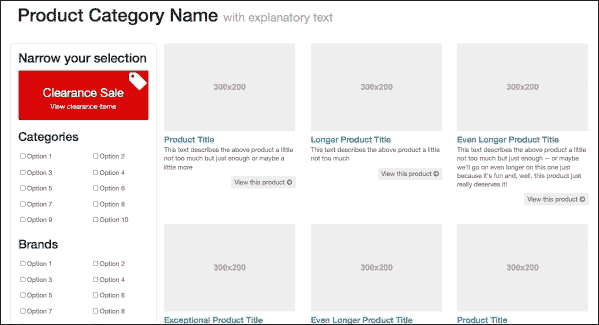 Product Category Name with explanatory text
Narrow your selection
Clearance Sale
View clearance items
Categories
Option 1
Option 2
Option 3
Option 4
Option 5
Option 6
Option 7
Option 8
Option 9
Option 10
Brands
Option 1
Option 2
Option 3
Option 4
Option 5
Option 6
Option 7
Option 8
300x200
Product Title
This text describes the above product a little
not too much but just enough or maybe a
little more
View this product
300x200
Longer Product Title
This text describes the above product a little
not too much
View this product
300x200
Even Longer Product Title
This text describes the above product a little
not too much but just enough -- or maybe
we'll go on even longer on this one just
because it's fun and, well, this product just
really deserves it!
View this product
300x200
Exceptional Product Title
300x200
Even Longer Product Title
300x200
Product Title